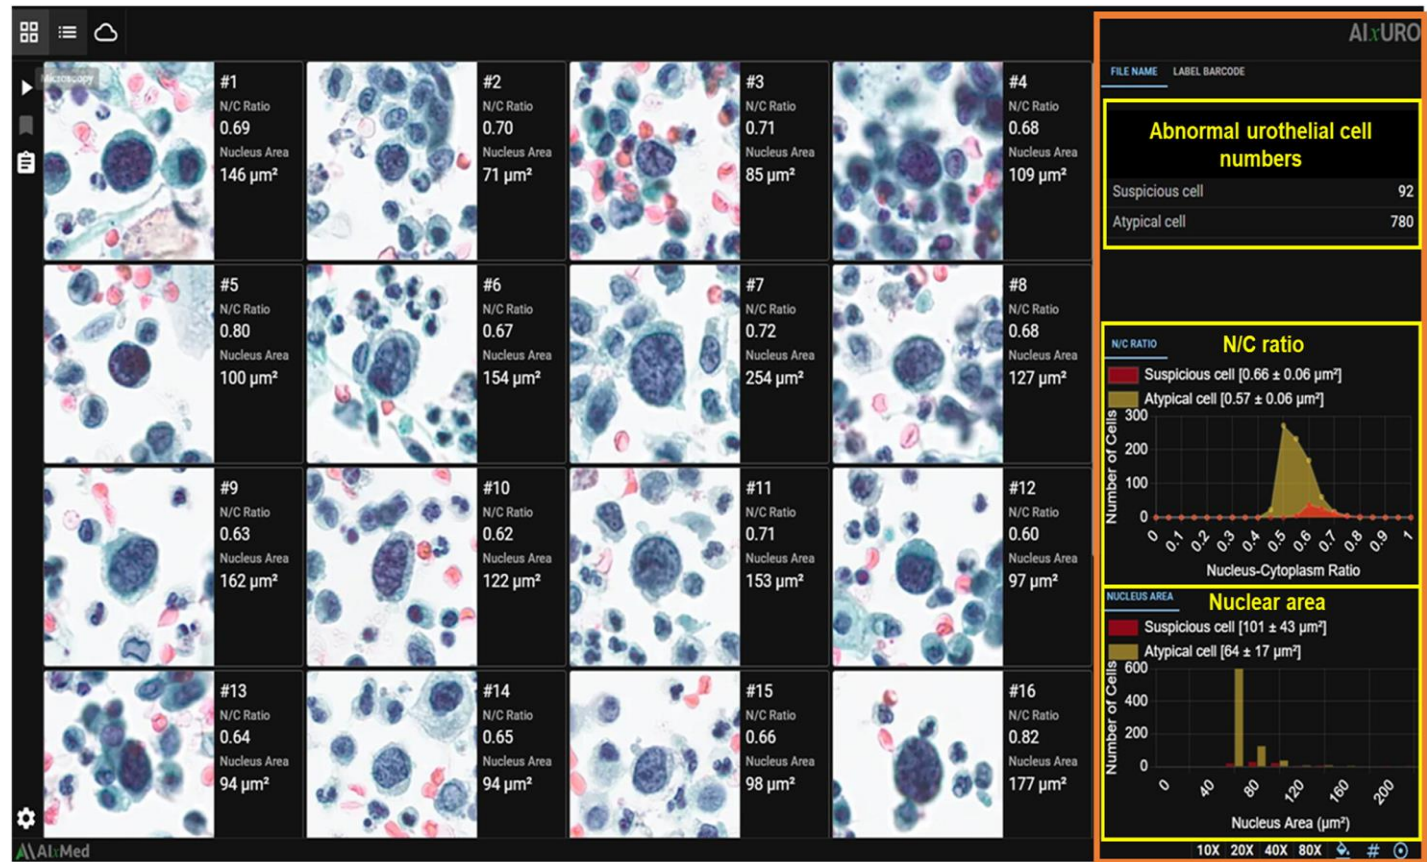 AIxURO
Microscopy
#1
N/C Ratio
0.69
Nucleus Area
146 µm²
#2
N/C Ratio
0.70
Nucleus Area
71 µm²
#3
N/C Ratio
0.71
Nucleus Area
85 µm²
#4
N/C Ratio
0.68
Nucleus Area
109 µm²
#5
N/C Ratio
0.80
Nucleus Area
100 µm²
#6
N/C Ratio
0.67
Nucleus Area
154 µm²
#7
N/C Ratio
0.72
Nucleus Area
254 µm²
#8
N/C Ratio
0.68
Nucleus Area
127 µm²
#9
N/C Ratio
0.63
Nucleus Area
162 µm²
#10
N/C Ratio
0.62
Nucleus Area
122 µm²
#11
N/C Ratio
0.71
Nucleus Area
153 µm²
#12
N/C Ratio
0.60
Nucleus Area
97 µm²
#13
N/C Ratio
0.64
Nucleus Area
94 µm²
#14
N/C Ratio
0.65
Nucleus Area
94 µm²
#15
N/C Ratio
0.66
Nucleus Area
98 µm²
#16
N/C Ratio
0.82
Nucleus Area
177 µm²
FILE NAME LABEL BARCODE
Abnormal urothelial cell
numbers
Suspicious cell 92
Atypical cell 780
N/C RATIO
N/C ratio
Suspicious cell [0.66 ± 0.06 µm²]
Atypical cell [0.57 ± 0.06 µm²]
Number of Cells
300
200
100
0
0 0.1 0.2 0.3 0.4 0.5 0.6 0.7 0.8 0.9 1
Nucleus-Cytoplasm Ratio
NUCLEUS AREA
Nuclear area
Suspicious cell [101 ± 43 µm²]
Atypical cell [64 ± 17 µm²]
Number of Cells
600
400
200
0
0 40 80 120 160 200
Nucleus Area (µm²)
AIxMed
10X 20X 40X 80X #